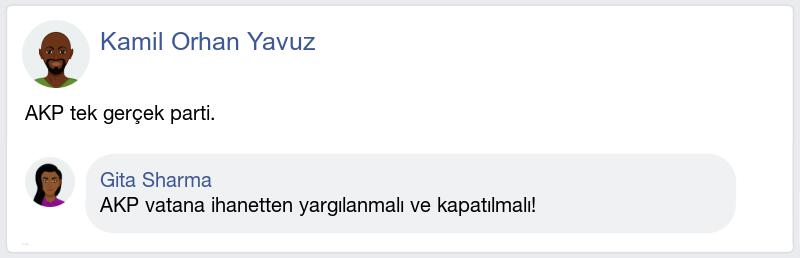 Kamil Orhan Yavuz
AKP tek gerçek parti.
Gita Sharma
AKP vatana ihanetten yargılanmalı ve kapatılmalı!